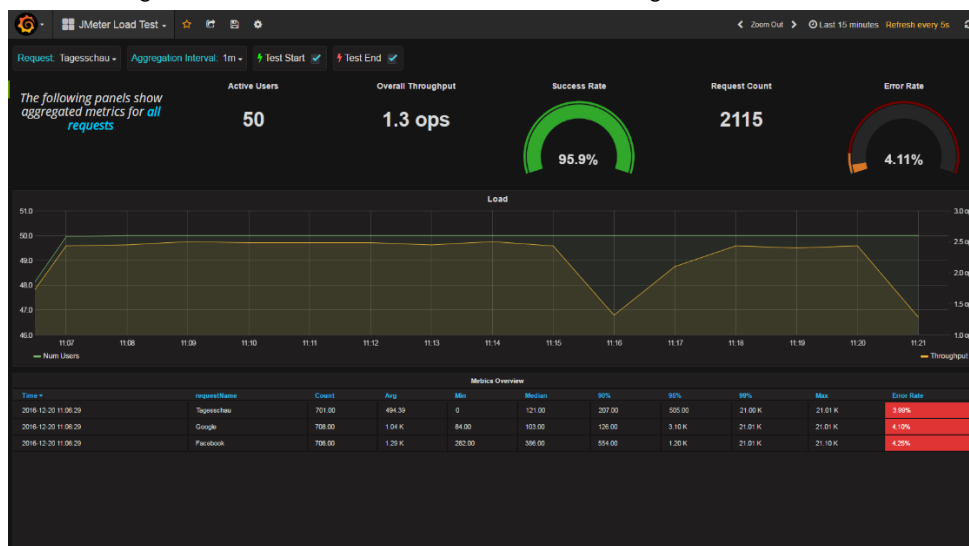 JMeter Load Test
Zoom Out
Last 15 minutes
Refresh every 5s
Request: Tagesschau
Aggregation Interval: 1m
Test Start
Test End
The following panels show
aggregated metrics for all
requests
Active Users
50
Overall Throughput
1.3 ops
Success Rate
95.9%
Request Count
2115
Error Rate
4.11%
Load
51.0
50.0
49.0
48.0
47.0
46.0
3.0
2.5
2.0
1.5
1.0
11:07 11:08 11:09 11:10 11:11 11:12 11:13 11:14 11:15 11:16 11:17 11:18 11:19 11:20 11:21
Num Users
Throughput
Metrics Overview
Time requestName Count Avg Min Median 90% 95% 99% Max Error Rate
2016-12-20 11:06:29 Tagesschau 701.00 494.39 0 121.00 207.00 505.00 21.00 K 21.01 K 3.99%
2016-12-20 11:06:29 Google 708.00 1.04 K 84.00 103.00 126.00 3.10 K 21.01 K 21.01 K 4.10%
2016-12-20 11:06:29 Facebook 706.00 1.29 K 282.00 386.00 554.00 1.20 K 21.01 K 21.10 K 4.25%